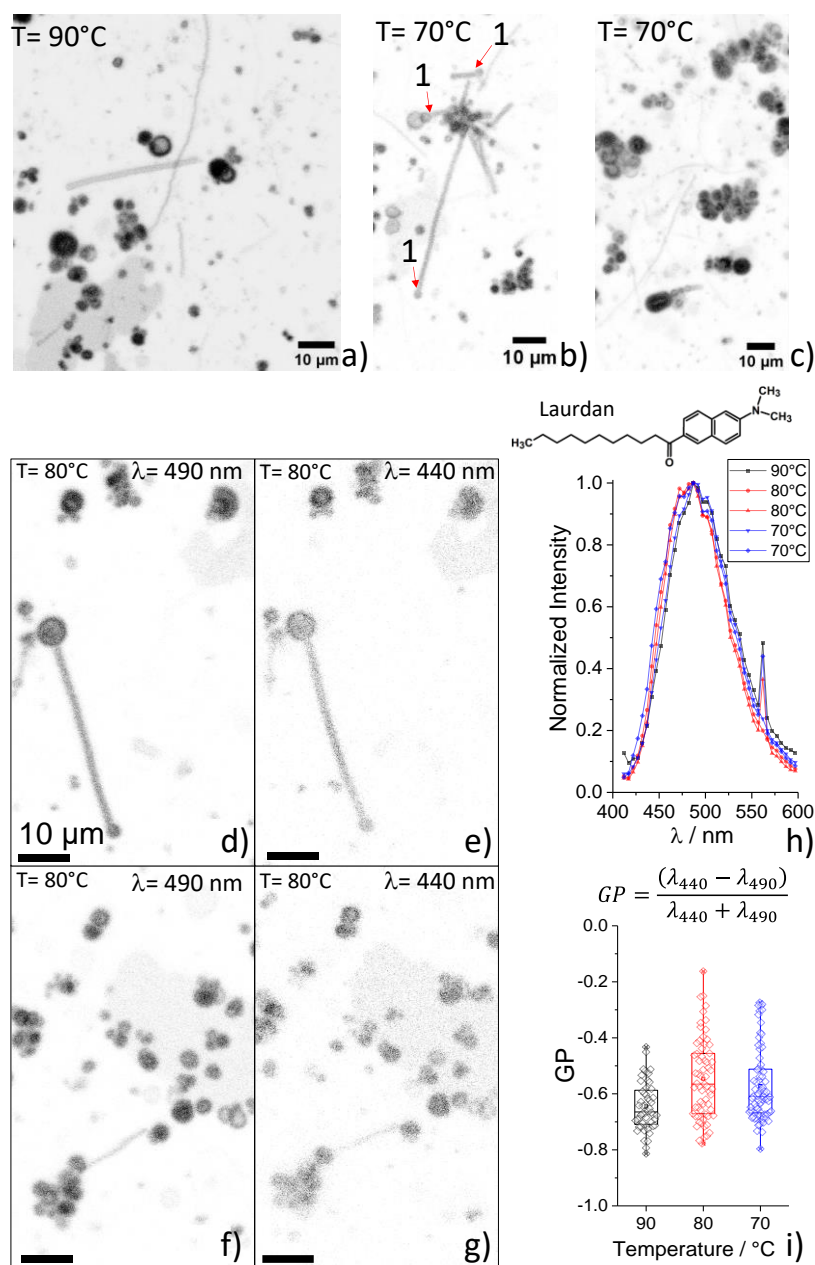 T= 90°C
10 µm
a)
T= 70°C
1
1
1
10 µm
b)
T= 70°C
10 µm
c)
Laurdan
H₃C
O
N
CH₃
CH₃
T= 80°C
λ= 490 nm
10 µm
d)
T= 80°C
λ= 440 nm
e)
T= 80°C
λ= 490 nm
f)
T= 80°C
λ= 440 nm
g)
90°C
80°C
80°C
70°C
70°C
Normalized Intensity
1.0
0.8
0.6
0.4
0.2
0.0
400 450 500 550 600
λ / nm
h)
GP = (λ₄₄₀ − λ₄₉₀) / λ₄₄₀ + λ₄₉₀
GP
0.0
-0.2
-0.4
-0.6
-0.8
-1.0
90 80 70
Temperature / °C
i)